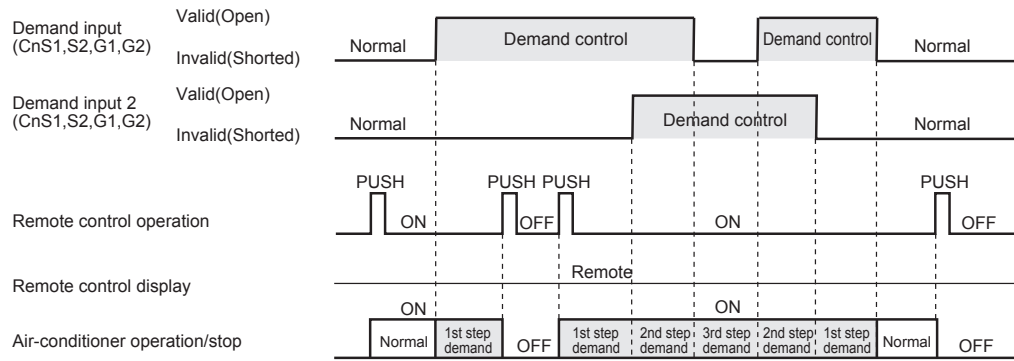 Demand input
(CnS1,S2,G1,G2)
Valid(Open)
Invalid(Shorted)
Normal
Demand control
Demand control
Normal
Demand input 2
(CnS1,S2,G1,G2)
Valid(Open)
Invalid(Shorted)
Normal
Demand control
Normal
PUSH
PUSH
PUSH
PUSH
Remote control operation
ON
OFF
ON
OFF
Remote control display
Remote
ON
ON
Air-conditioner operation/stop
Normal
1st step
demand
OFF
1st step
demand
2nd step
demand
3rd step
demand
2nd step
demand
1st step
demand
Normal
OFF